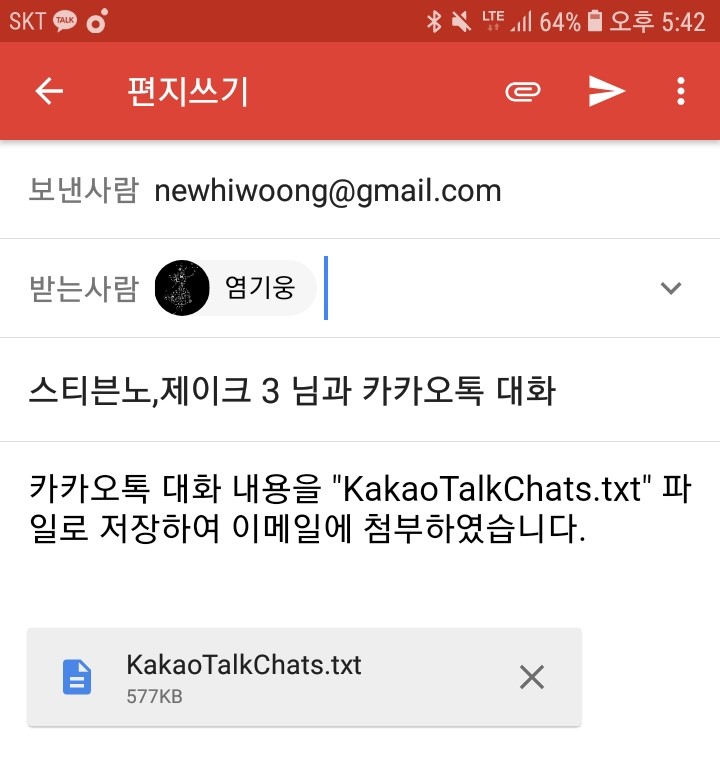 SKT TALK LTE 64% 오후 5:42
편지쓰기
보낸사람 newhiwoong@gmail.com
받는사람 염기웅
스티븐노,제이크 3 님과 카카오톡 대화
카카오톡 대화 내용을 "KakaoTalkChats.txt" 파
일로 저장하여 이메일에 첨부하였습니다.
KakaoTalkChats.txt
577KB